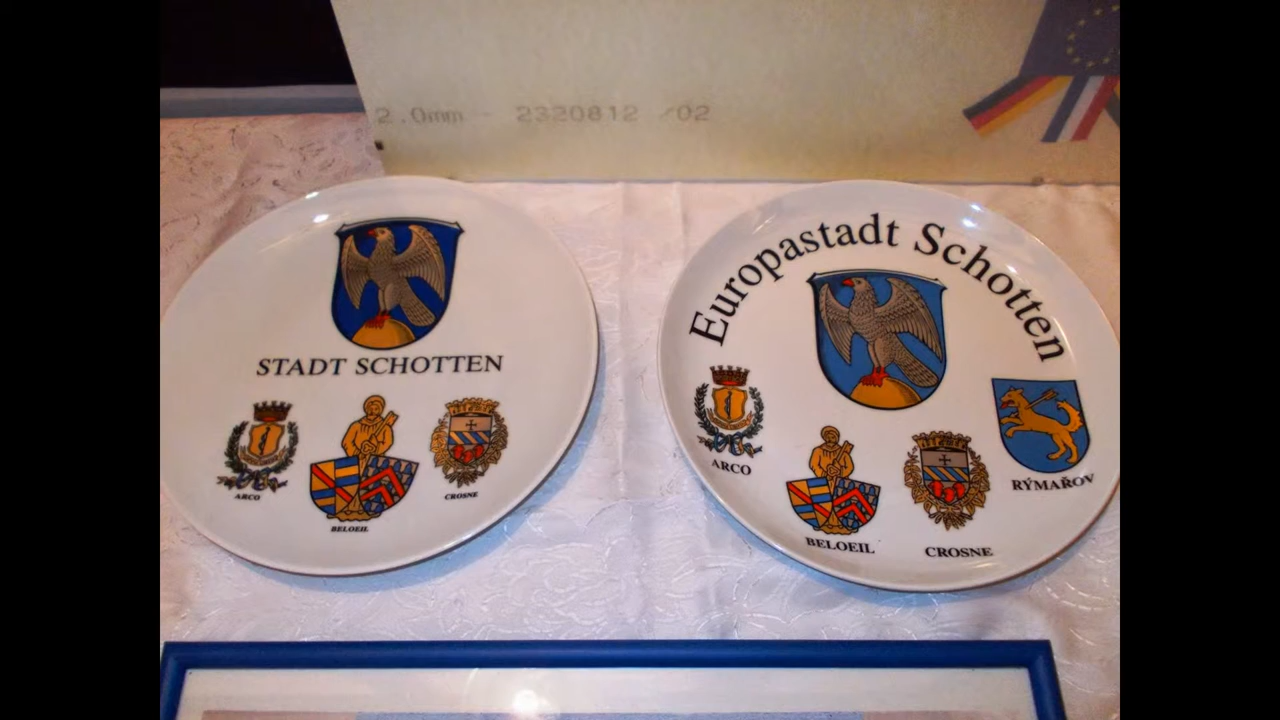 2.0mm - 2320812 /02
STADT SCHOTTEN
ARCO
BELOEIL
CROSNE
Europastadt Schotten
ARCO
BELOEIL
CROSNE
RÝMAŘOV